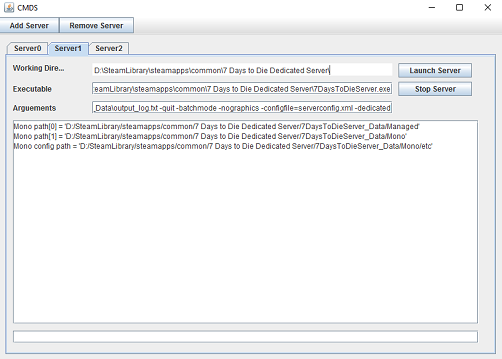 CMDS
Add Server Remove Server
Server0 Server1 Server2
Working Dire... D:\SteamLibrary\steamapps\common\7 Days to Die Dedicated Server\ Launch Server
Executable eamLibrary\steamapps\common\7 Days to Die Dedicated Server\7DaysToDieServer.exe Stop Server
Arguements _Data\output_log.txt -quit -batchmode -nographics -configfile=serverconfig.xml -dedicated
Mono path[0] = 'D:/SteamLibrary/steamapps/common/7 Days to Die Dedicated Server/7DaysToDieServer_Data/Managed'
Mono path[1] = 'D:/SteamLibrary/steamapps/common/7 Days to Die Dedicated Server/7DaysToDieServer_Data/Mono'
Mono config path = 'D:/SteamLibrary/steamapps/common/7 Days to Die Dedicated Server/7DaysToDieServer_Data/Mono/etc'